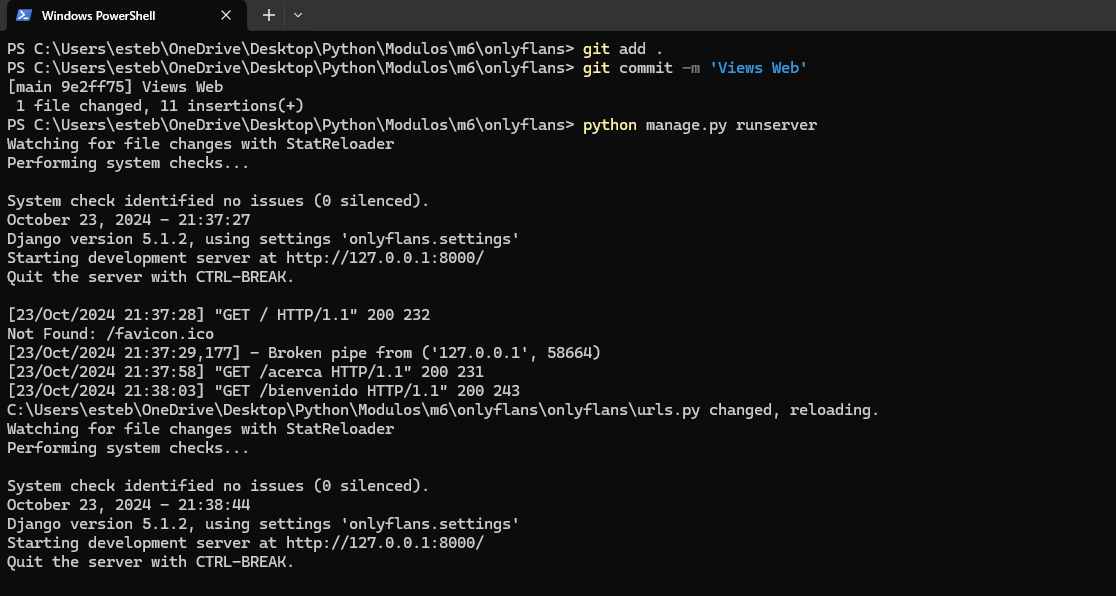 Windows PowerShell
PS C:\Users\esteb\OneDrive\Desktop\Python\Modulos\m6\onlyflans> git add .
PS C:\Users\esteb\OneDrive\Desktop\Python\Modulos\m6\onlyflans> git commit -m 'Views Web'
[main 9e2ff75] Views Web
 1 file changed, 11 insertions(+)
PS C:\Users\esteb\OneDrive\Desktop\Python\Modulos\m6\onlyflans> python manage.py runserver
Watching for file changes with StatReloader
Performing system checks...

System check identified no issues (0 silenced).
October 23, 2024 - 21:37:27
Django version 5.1.2, using settings 'onlyflans.settings'
Starting development server at http://127.0.0.1:8000/
Quit the server with CTRL-BREAK.

[23/Oct/2024 21:37:28] "GET / HTTP/1.1" 200 232
Not Found: /favicon.ico
[23/Oct/2024 21:37:29,177] - Broken pipe from ('127.0.0.1', 58664)
[23/Oct/2024 21:37:58] "GET /acerca HTTP/1.1" 200 231
[23/Oct/2024 21:38:03] "GET /bienvenido HTTP/1.1" 200 243
C:\Users\esteb\OneDrive\Desktop\Python\Modulos\m6\onlyflans\onlyflans\urls.py changed, reloading.
Watching for file changes with StatReloader
Performing system checks...

System check identified no issues (0 silenced).
October 23, 2024 - 21:38:44
Django version 5.1.2, using settings 'onlyflans.settings'
Starting development server at http://127.0.0.1:8000/
Quit the server with CTRL-BREAK.